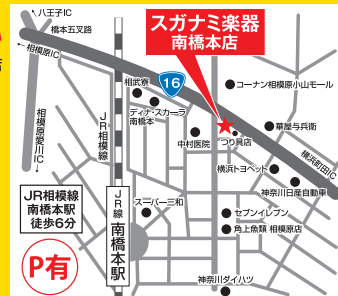 八王子IC
橋本五叉路
相模原IC
スガナミ楽器
南橋本店
相武寮
16
コーナン相模原小山モール
ディナ・スカーラ
南橋本
JR相模線
中村医院
つり具店
華屋与兵衛
相模原愛川IC
横浜町田IC
横浜トヨペット
神奈川日産自動車
JR相模線
南橋本駅
徒歩6分
JR線
南橋本駅
スーパー三和
セブンイレブン
角上魚類 相模原店
P有
神奈川ダイハツ